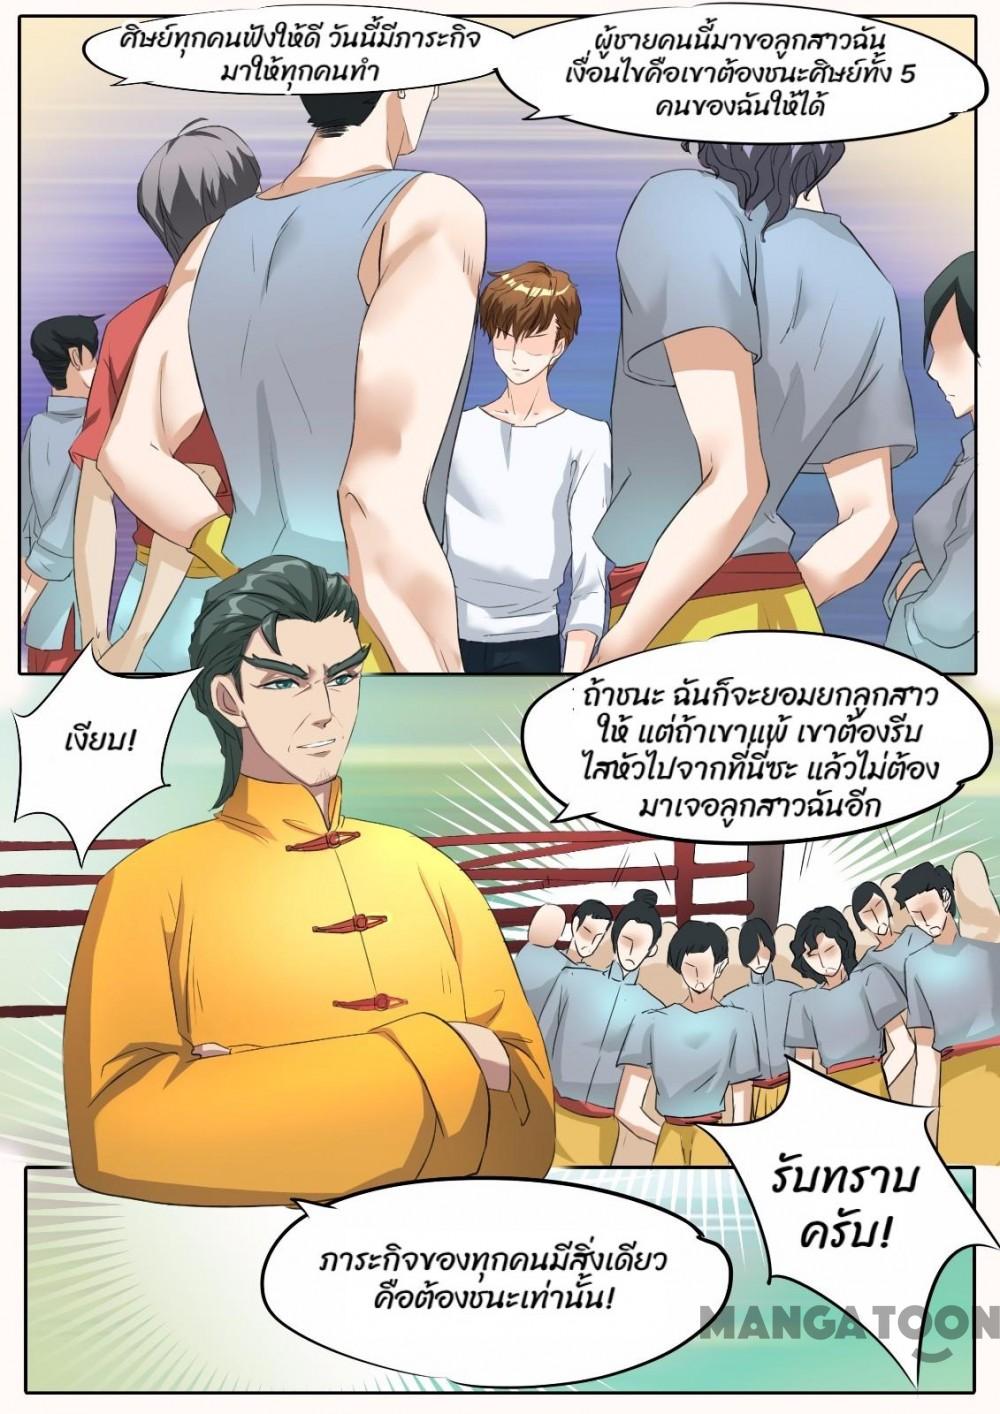 ศิษย์ทุกคนฟังให้ดี วันนี้มีภาระกิจ
มาให้ทุกคนทำ
ผู้ชายคนนี้มาขอลูกสาวฉัน
เงื่อนไขคือเขาต้องชนะศิษย์ทั้ง 5
คนของฉันให้ได้
เงียบ!
ถ้าชนะ ฉันก็จะยอมยกลูกสาว
ให้ แต่ถ้าเขาแพ้ เขาต้องรีบ
ไสหัวไปจากที่นี่ซะ แล้วไม่ต้อง
มาเจอลูกสาวฉันอีก
รับทราบ
ครับ!
ภาระกิจของทุกคนมีสิ่งเดียว
คือต้องชนะเท่านั้น!
MANGATOON